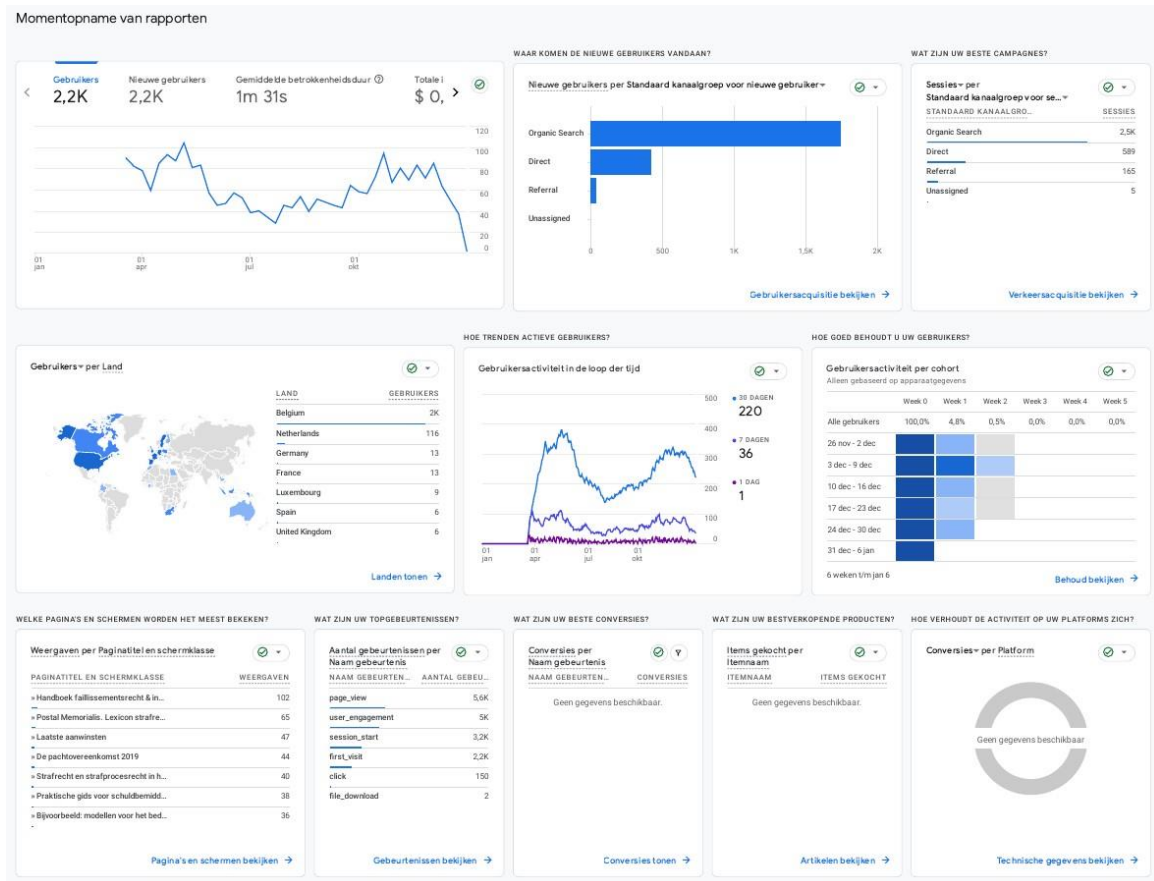 Momentopname van rapporten
Gebruikers
2,2K
Nieuwe gebruikers
2,2K
Gemiddelde betrokkenheidsduur
1m 31s
Totale i
$ 0,
120
100
80
60
40
20
0
01 jan
01 apr
01 jul
01 okt
WAAR KOMEN DE NIEUWE GEBRUIKERS VANDAAN?
Nieuwe gebruikers per Standaard kanaalgroep voor nieuwe gebruiker
Organic Search
Direct
Referral
Unassigned
0 500 1K 1,5K 2K
Gebruikersacquisitie bekijken
WAT ZIJN UW BESTE CAMPAGNES?
Sessies per
Standaard kanaalgroep voor se...
STANDAARD KANAALGRO... SESSIES
Organic Search 2,5K
Direct 589
Referral 165
Unassigned 5
Verkeersacquisitie bekijken
Gebruikers per Land
LAND GEBRUIKERS
Belgium 2K
Netherlands 116
Germany 13
France 13
Luxembourg 9
Spain 6
United Kingdom 6
Landen tonen
HOE TRENDEN ACTIEVE GEBRUIKERS?
Gebruikersactiviteit in de loop der tijd
500
400
300
200
100
0
01 jan
01 apr
01 jul
01 okt
30 DAGEN
220
7 DAGEN
36
1 DAG
1
HOE GOED BEHOUDT U UW GEBRUIKERS?
Gebruikersactiviteit per cohort
Alleen gebaseerd op apparaatgegevens
Week 0 Week 1 Week 2 Week 3 Week 4 Week 5
Alle gebruikers 100,0% 4,8% 0,5% 0,0% 0,0% 0,0%
26 nov - 2 dec
3 dec - 9 dec
10 dec - 16 dec
17 dec - 23 dec
24 dec - 30 dec
31 dec - 6 jan
6 weken t/m jan 6
Behoud bekijken
WELKE PAGINA'S EN SCHERMEN WORDEN HET MEEST BEKEKEN?
Weergaven per Paginatitel en schermklasse
PAGINATITEL EN SCHERMKLASSE WEERGAVEN
» Handboek faillissementsrecht & in... 102
» Postal Memorialis. Lexicon strafre... 65
» Laatste aanwinsten 47
» De pachtovereenkomst 2019 44
» Strafrecht en strafprocesrecht in h... 40
» Praktische gids voor schuldbemidd... 38
» Bijvoorbeeld: modellen voor het bed... 36
Pagina's en schermen bekijken
WAT ZIJN UW TOPGEBEURTENISSEN?
Aantal gebeurtenissen per
Naam gebeurtenis
NAAM GEBEURTEN... AANTAL GEBEU...
page_view 5,6K
user_engagement 5K
session_start 3,2K
first_visit 2,2K
click 150
file_download 2
Gebeurtenissen bekijken
WAT ZIJN UW BESTE CONVERSIES?
Conversies per
Naam gebeurtenis
NAAM GEBEURTEN... CONVERSIES
Geen gegevens beschikbaar.
Conversies tonen
WAT ZIJN UW BESTVERKOPENDE PRODUCTEN?
Items gekocht per
Itemnaam
ITEMNAAM ITEMS GEKOCHT
Geen gegevens beschikbaar.
Artikelen bekijken
HOE VERHOUDT DE ACTIVITEIT OP UW PLATFORMS ZICH?
Conversies per Platform
Geen gegevens beschikbaar
Technische gegevens bekijken